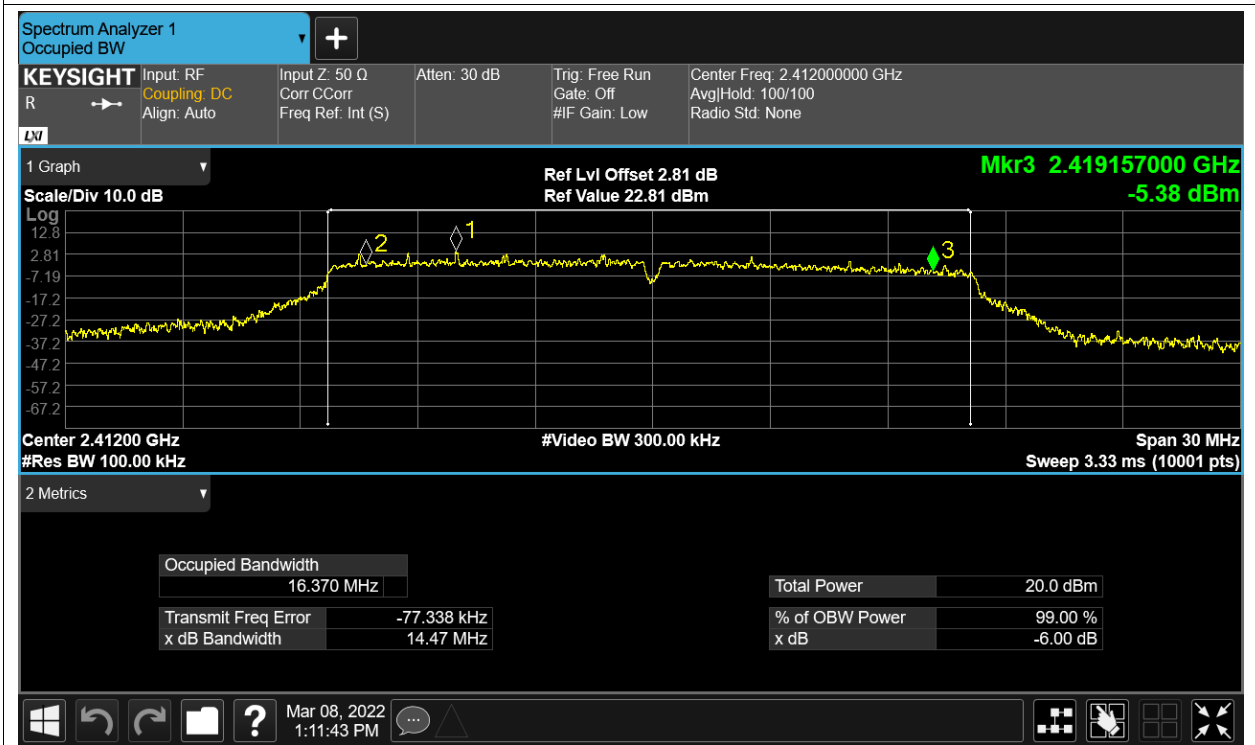 Spectrum Analyzer 1
Occupied BW
▼
+
KEYSIGHT
R
LXI
Input: RF
Coupling: DC
Align: Auto
Input Z: 50 Ω
Corr CCorr
Freq Ref: Int (S)
Atten: 30 dB
Trig: Free Run
Gate: Off
#IF Gain: Low
Center Freq: 2.412000000 GHz
Avg|Hold: 100/100
Radio Std: None
1 Graph ▼
Scale/Div 10.0 dB
Ref Lvl Offset 2.81 dB
Ref Value 22.81 dBm
Mkr3 2.419157000 GHz
-5.38 dBm
Log
12.8
2.81
-7.19
-17.2
-27.2
-37.2
-47.2
-57.2
-67.2
2
1
3
Center 2.41200 GHz
#Res BW 100.00 kHz
#Video BW 300.00 kHz
Span 30 MHz
Sweep 3.33 ms (10001 pts)
2 Metrics ▼
Occupied Bandwidth
16.370 MHz
Transmit Freq Error -77.338 kHz
x dB Bandwidth 14.47 MHz
Total Power 20.0 dBm
% of OBW Power 99.00 %
x dB -6.00 dB
?
Mar 08, 2022
1:11:43 PM